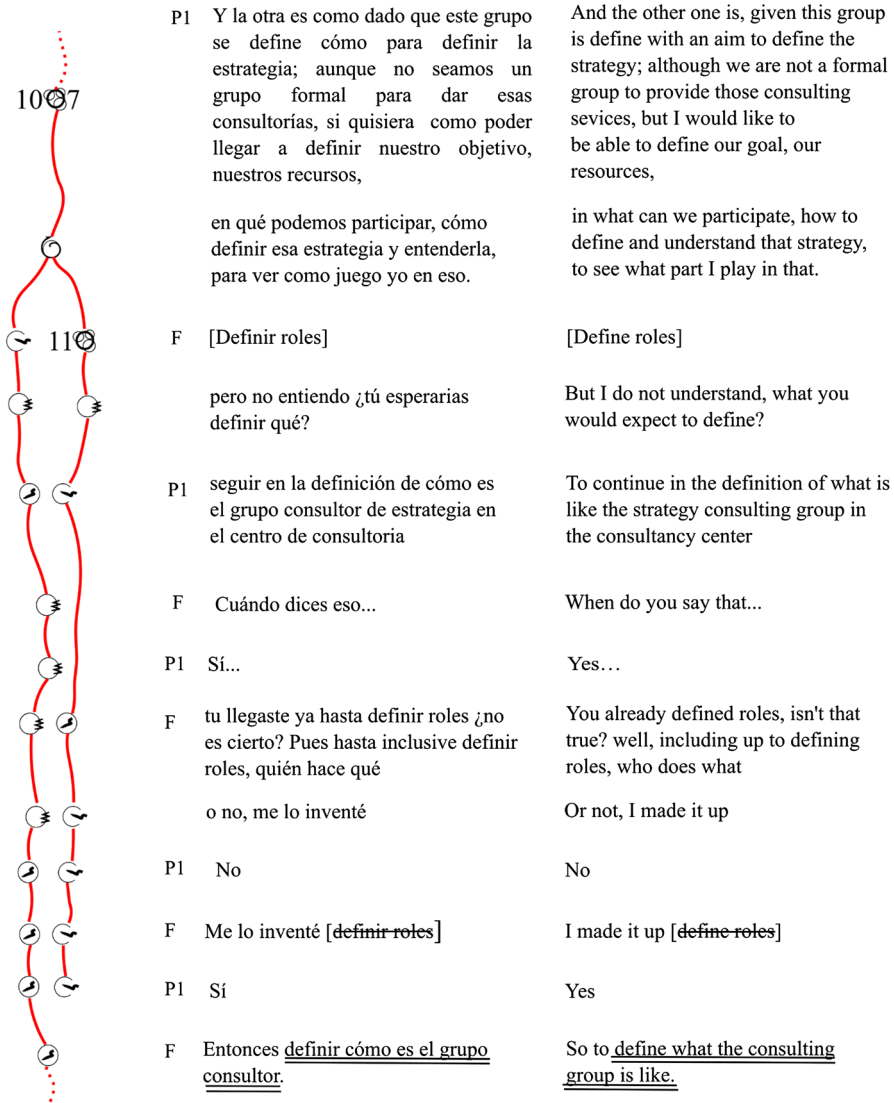 P1 Y la otra es como dado que este grupo
se define cómo para definir la
estrategia; aunque no seamos un
grupo formal para dar esas
consultorías, si quisiera como poder
llegar a definir nuestro objetivo,
nuestros recursos,
And the other one is, given this group
is define with an aim to define the
strategy; although we are not a formal
group to provide those consulting
sevices, but I would like to
be able to define our goal, our
resources,
107
en qué podemos participar, cómo
definir esa estrategia y entenderla,
para ver como juego yo en eso.
in what can we participate, how to
define and understand that strategy,
to see what part I play in that.
11
F [Definir roles]
[Define roles]
pero no entiendo ¿tú esperarias
definir qué?
But I do not understand, what you
would expect to define?
P1 seguir en la definición de cómo es
el grupo consultor de estrategia en
el centro de consultoria
To continue in the definition of what is
like the strategy consulting group in
the consultancy center
F Cuándo dices eso...
When do you say that...
P1 Sí...
Yes…
F tu llegaste ya hasta definir roles ¿no
es cierto? Pues hasta inclusive definir
roles, quién hace qué
You already defined roles, isn't that
true? well, including up to defining
roles, who does what
o no, me lo inventé
Or not, I made it up
P1 No
No
F Me lo inventé [definir roles]
I made it up [define roles]
P1 Sí
Yes
F Entonces definir cómo es el grupo
consultor.
So to define what the consulting
group is like.